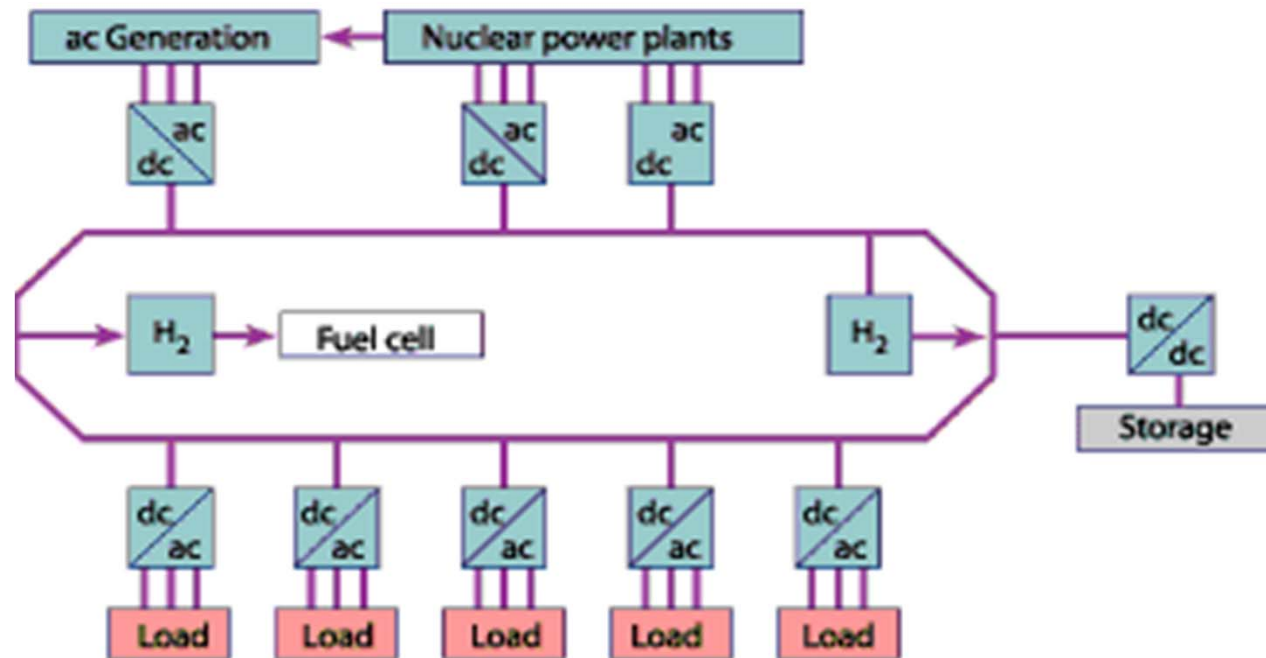 ac Generation
Nuclear power plants
ac
dc
ac
dc
ac
dc
H2
Fuel cell
H2
dc
dc
Storage
dc
ac
dc
ac
dc
ac
dc
ac
dc
ac
Load
Load
Load
Load
Load